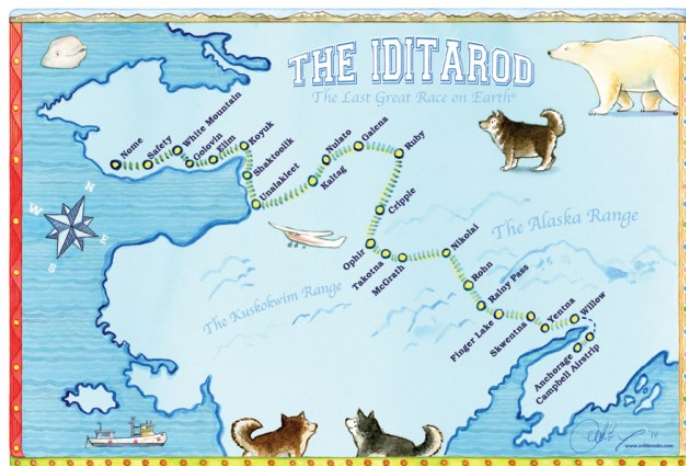 THE IDITAROD
The Last Great Race on Earth®
Nome
Safety
White Mountain
Golovin
Elim
Koyuk
Shaktoolik
Unalakleet
Kaltag
Nulato
Galena
Ruby
Cripple
Ophir
Takotna
McGrath
Nikolai
Rohn
Rainy Pass
Finger Lake
Skwentna
Yentna
Willow
Anchorage
Campbell Airstrip
The Alaska Range
The Kuskokwim Range
N
W
E
S